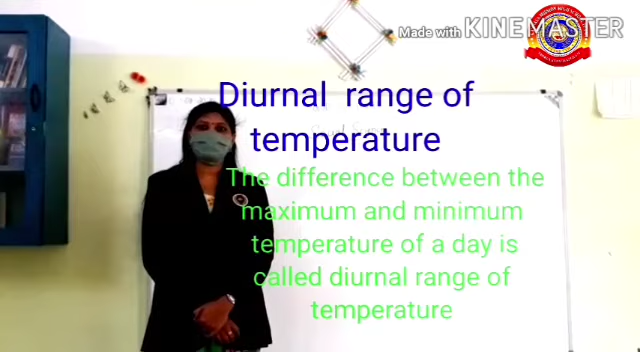 Made with KINEMASTER
Diurnal range of
temperature
The difference between the
maximum and minimum
temperature of a day is
called diurnal range of
temperature